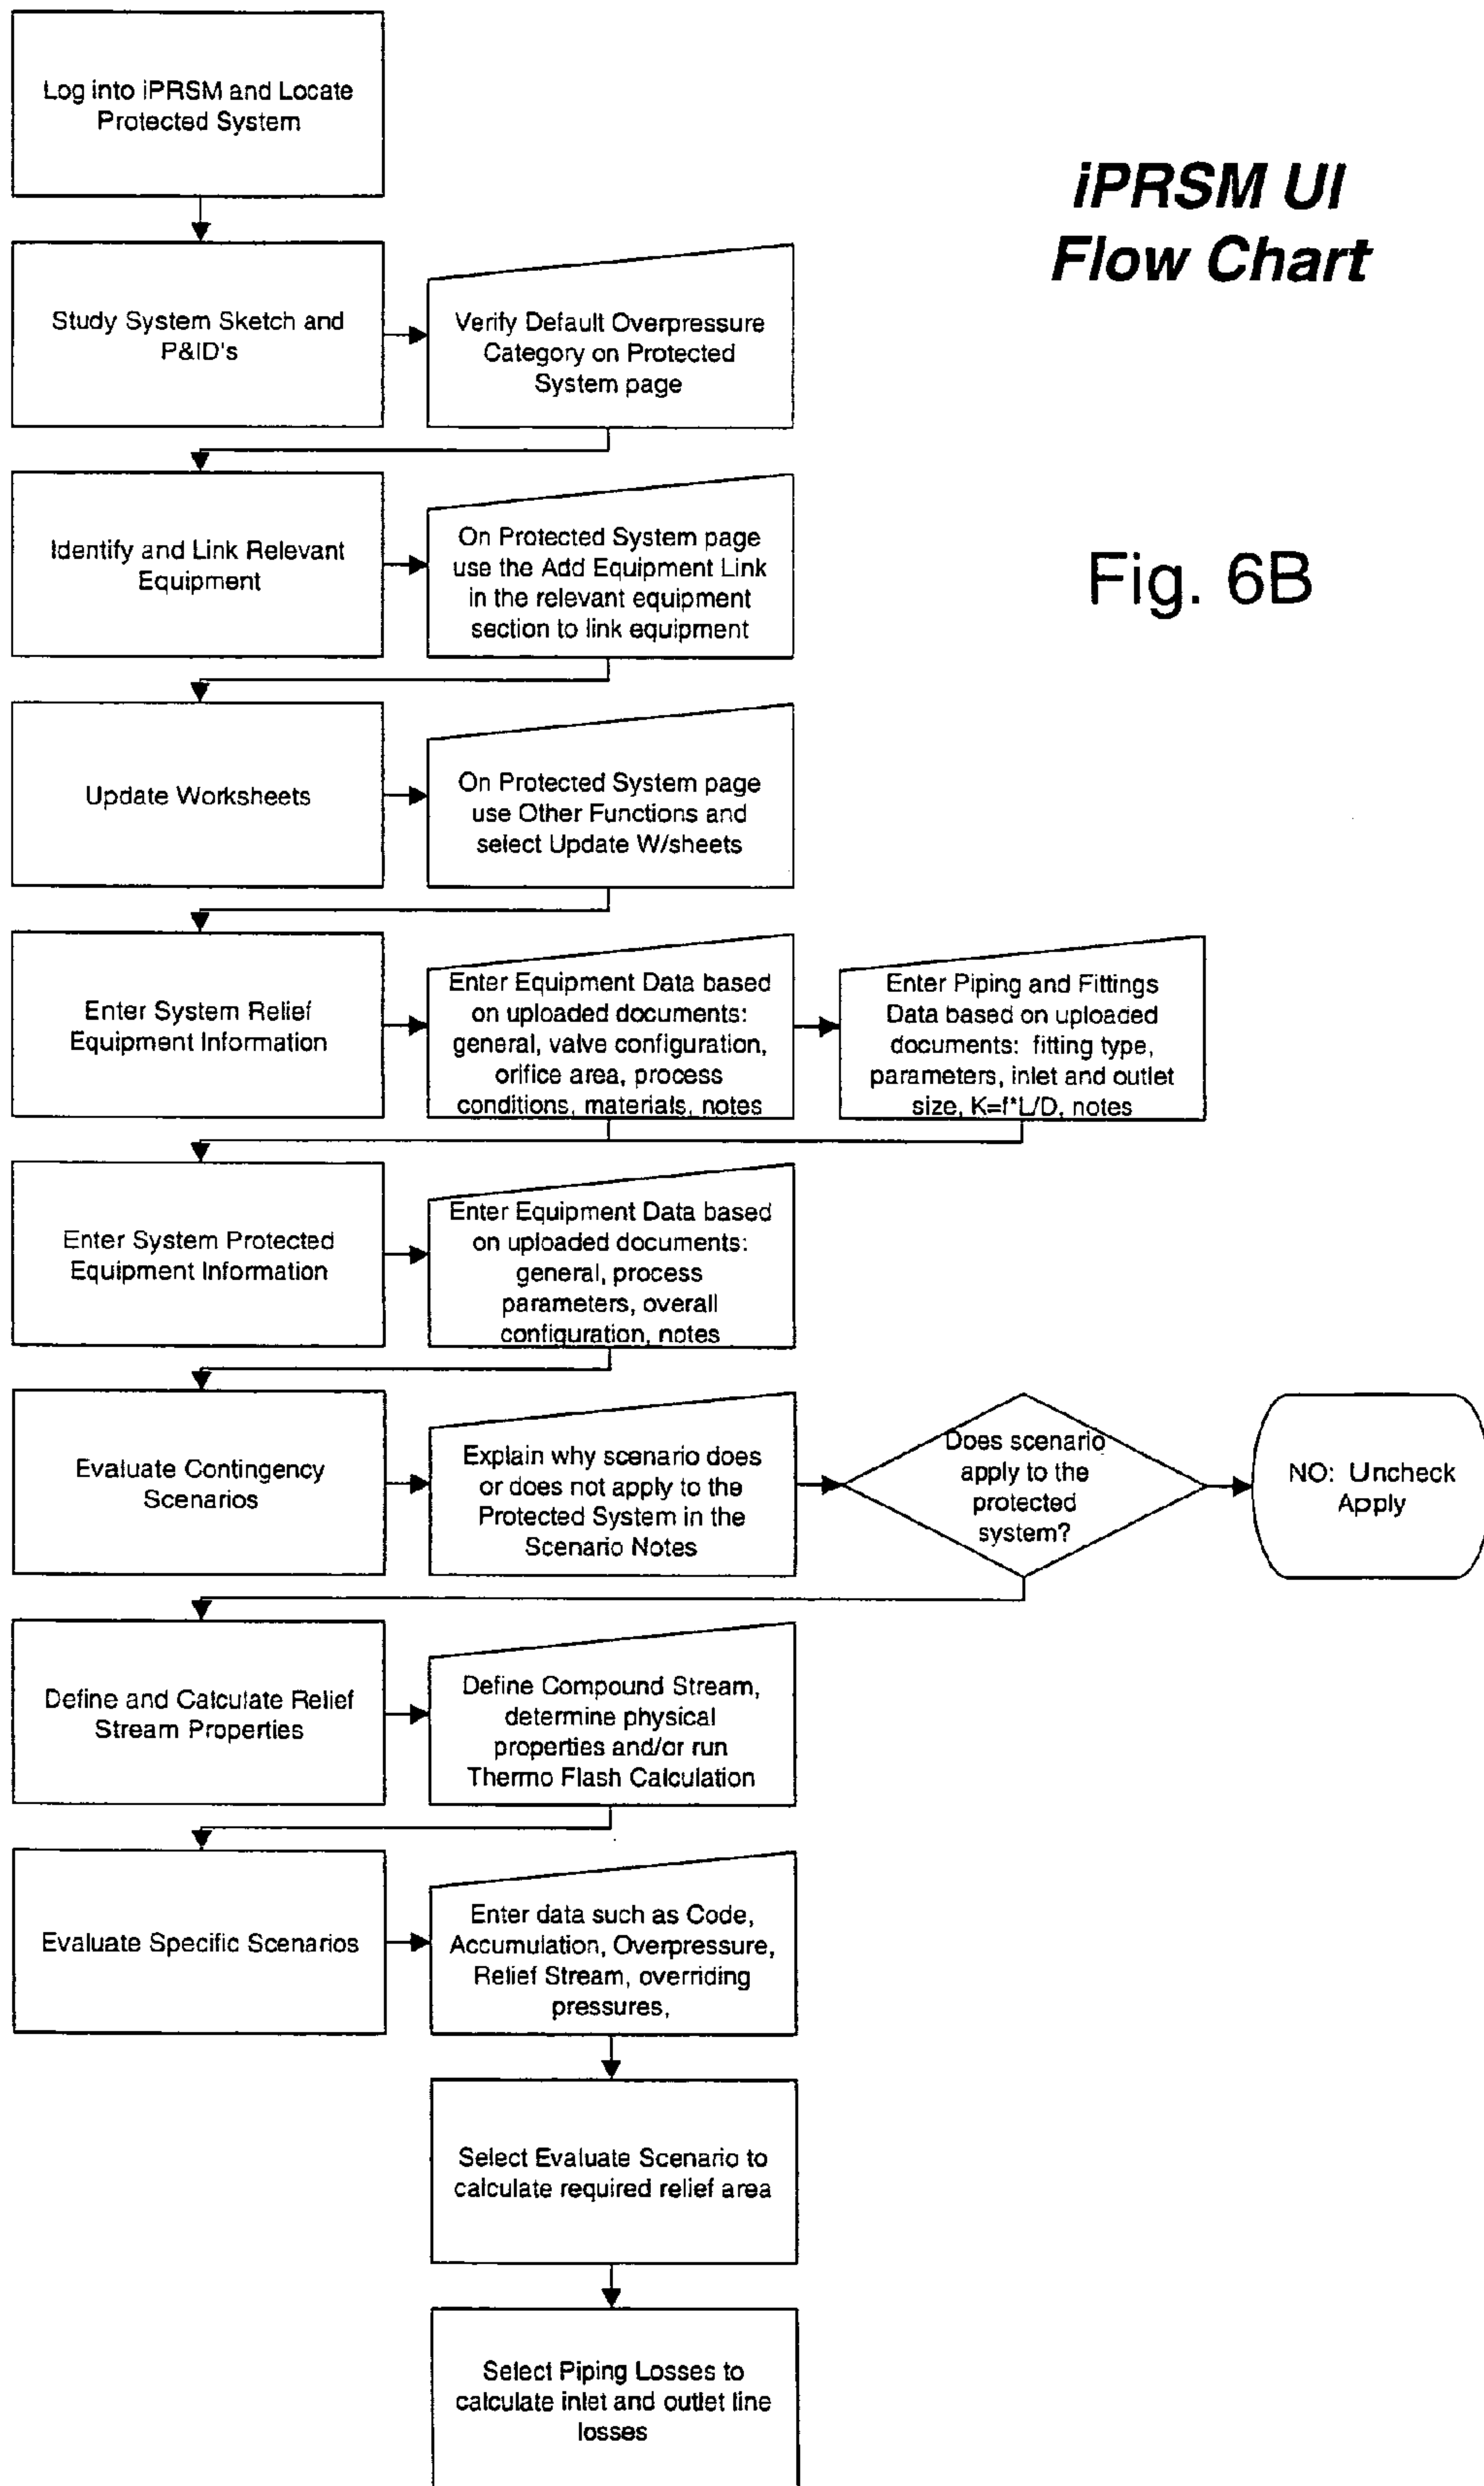 Log into iPRSM and Locate
Protected System
iPRSM UI
Flow Chart
Study System Sketch and
P&ID's
Verify Default Overpressure
Category on Protected
System page
Identify and Link Relevant
Equipment
On Protected System page
use the Add Equipment Link
in the relevant equipment
section to link equipment
Fig. 6B
Update Worksheets
On Protected System page
use Other Functions and
select Update W/sheets
Enter System Relief
Equipment Information
Enter Equipment Data based
on uploaded documents:
general, valve configuration,
orifice area, process
conditions, materials, notes
Enter Piping and Fittings
Data based on uploaded
documents: fitting type,
parameters, inlet and outlet
size, K=f*L/D, notes
Enter System Protected
Equipment Information
Enter Equipment Data based
on uploaded documents:
general, process
parameters, overall
configuration, notes
Evaluate Contingency
Scenarios
Explain why scenario does
or does not apply to the
Protected System in the
Scenario Notes
Does scenario
apply to the
protected
system?
NO: Uncheck
Apply
Define and Calculate Relief
Stream Properties
Define Compound Stream,
determine physical
properties and/or run
Thermo Flash Calculation
Evaluate Specific Scenarios
Enter data such as Code,
Accumulation, Overpressure,
Relief Stream, overriding
pressures,
Select Evaluate Scenario to
calculate required relief area
Select Piping Losses to
calculate inlet and outlet line
losses